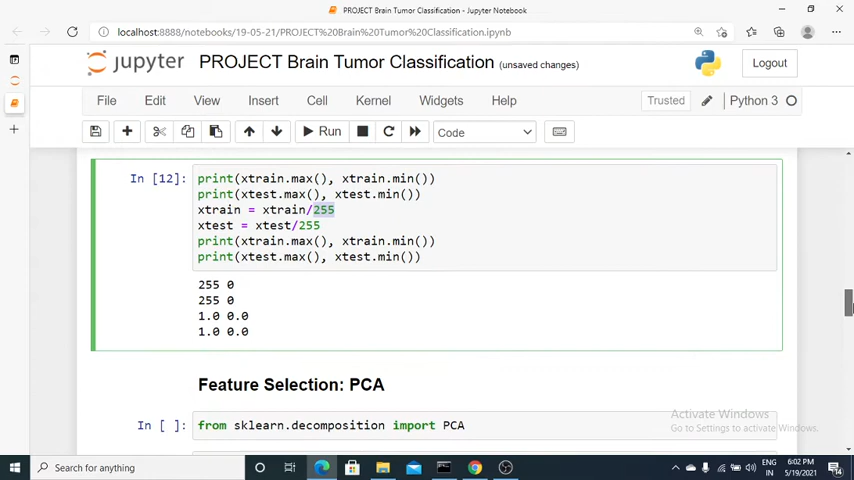 PROJECT Brain Tumor Classification - Jupyter Notebook
localhost:8888/notebooks/19-05-21/PROJECT%20Brain%20Tumor%20Classification.ipynb
jupyter PROJECT Brain Tumor Classification (unsaved changes) Logout
File Edit View Insert Cell Kernel Widgets Help Trusted Python 3
Run Code
In [12]: print(xtrain.max(), xtrain.min())
print(xtest.max(), xtest.min())
xtrain = xtrain/255
xtest = xtest/255
print(xtrain.max(), xtrain.min())
print(xtest.max(), xtest.min())
255 0
255 0
1.0 0.0
1.0 0.0
Feature Selection: PCA
In [ ]: from sklearn.decomposition import PCA
Activate Windows
Go to Settings to activate Windows.
Search for anything
ENG
IN
6:02 PM
5/19/2021
14